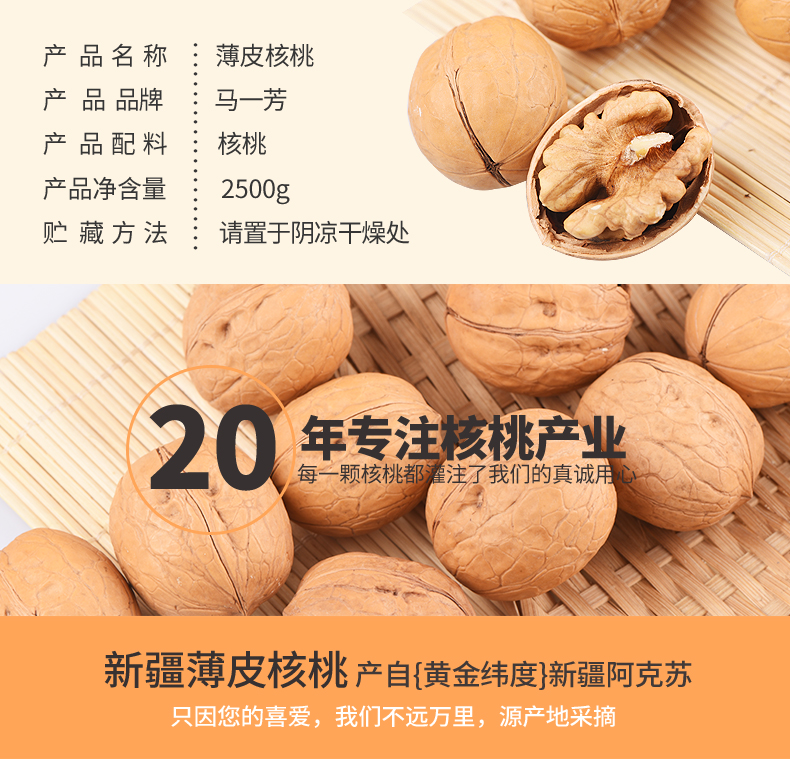 产品名称 薄皮核桃
产品品牌 马一芳
产品配料 核桃
产品净含量 2500g
贮藏方法 请置于阴凉干燥处
20年专注核桃产业
每一颗核桃都灌注了我们的真诚用心
新疆薄皮核桃 产自{黄金纬度}新疆阿克苏
只因您的喜爱，我们不远万里，源产地采摘